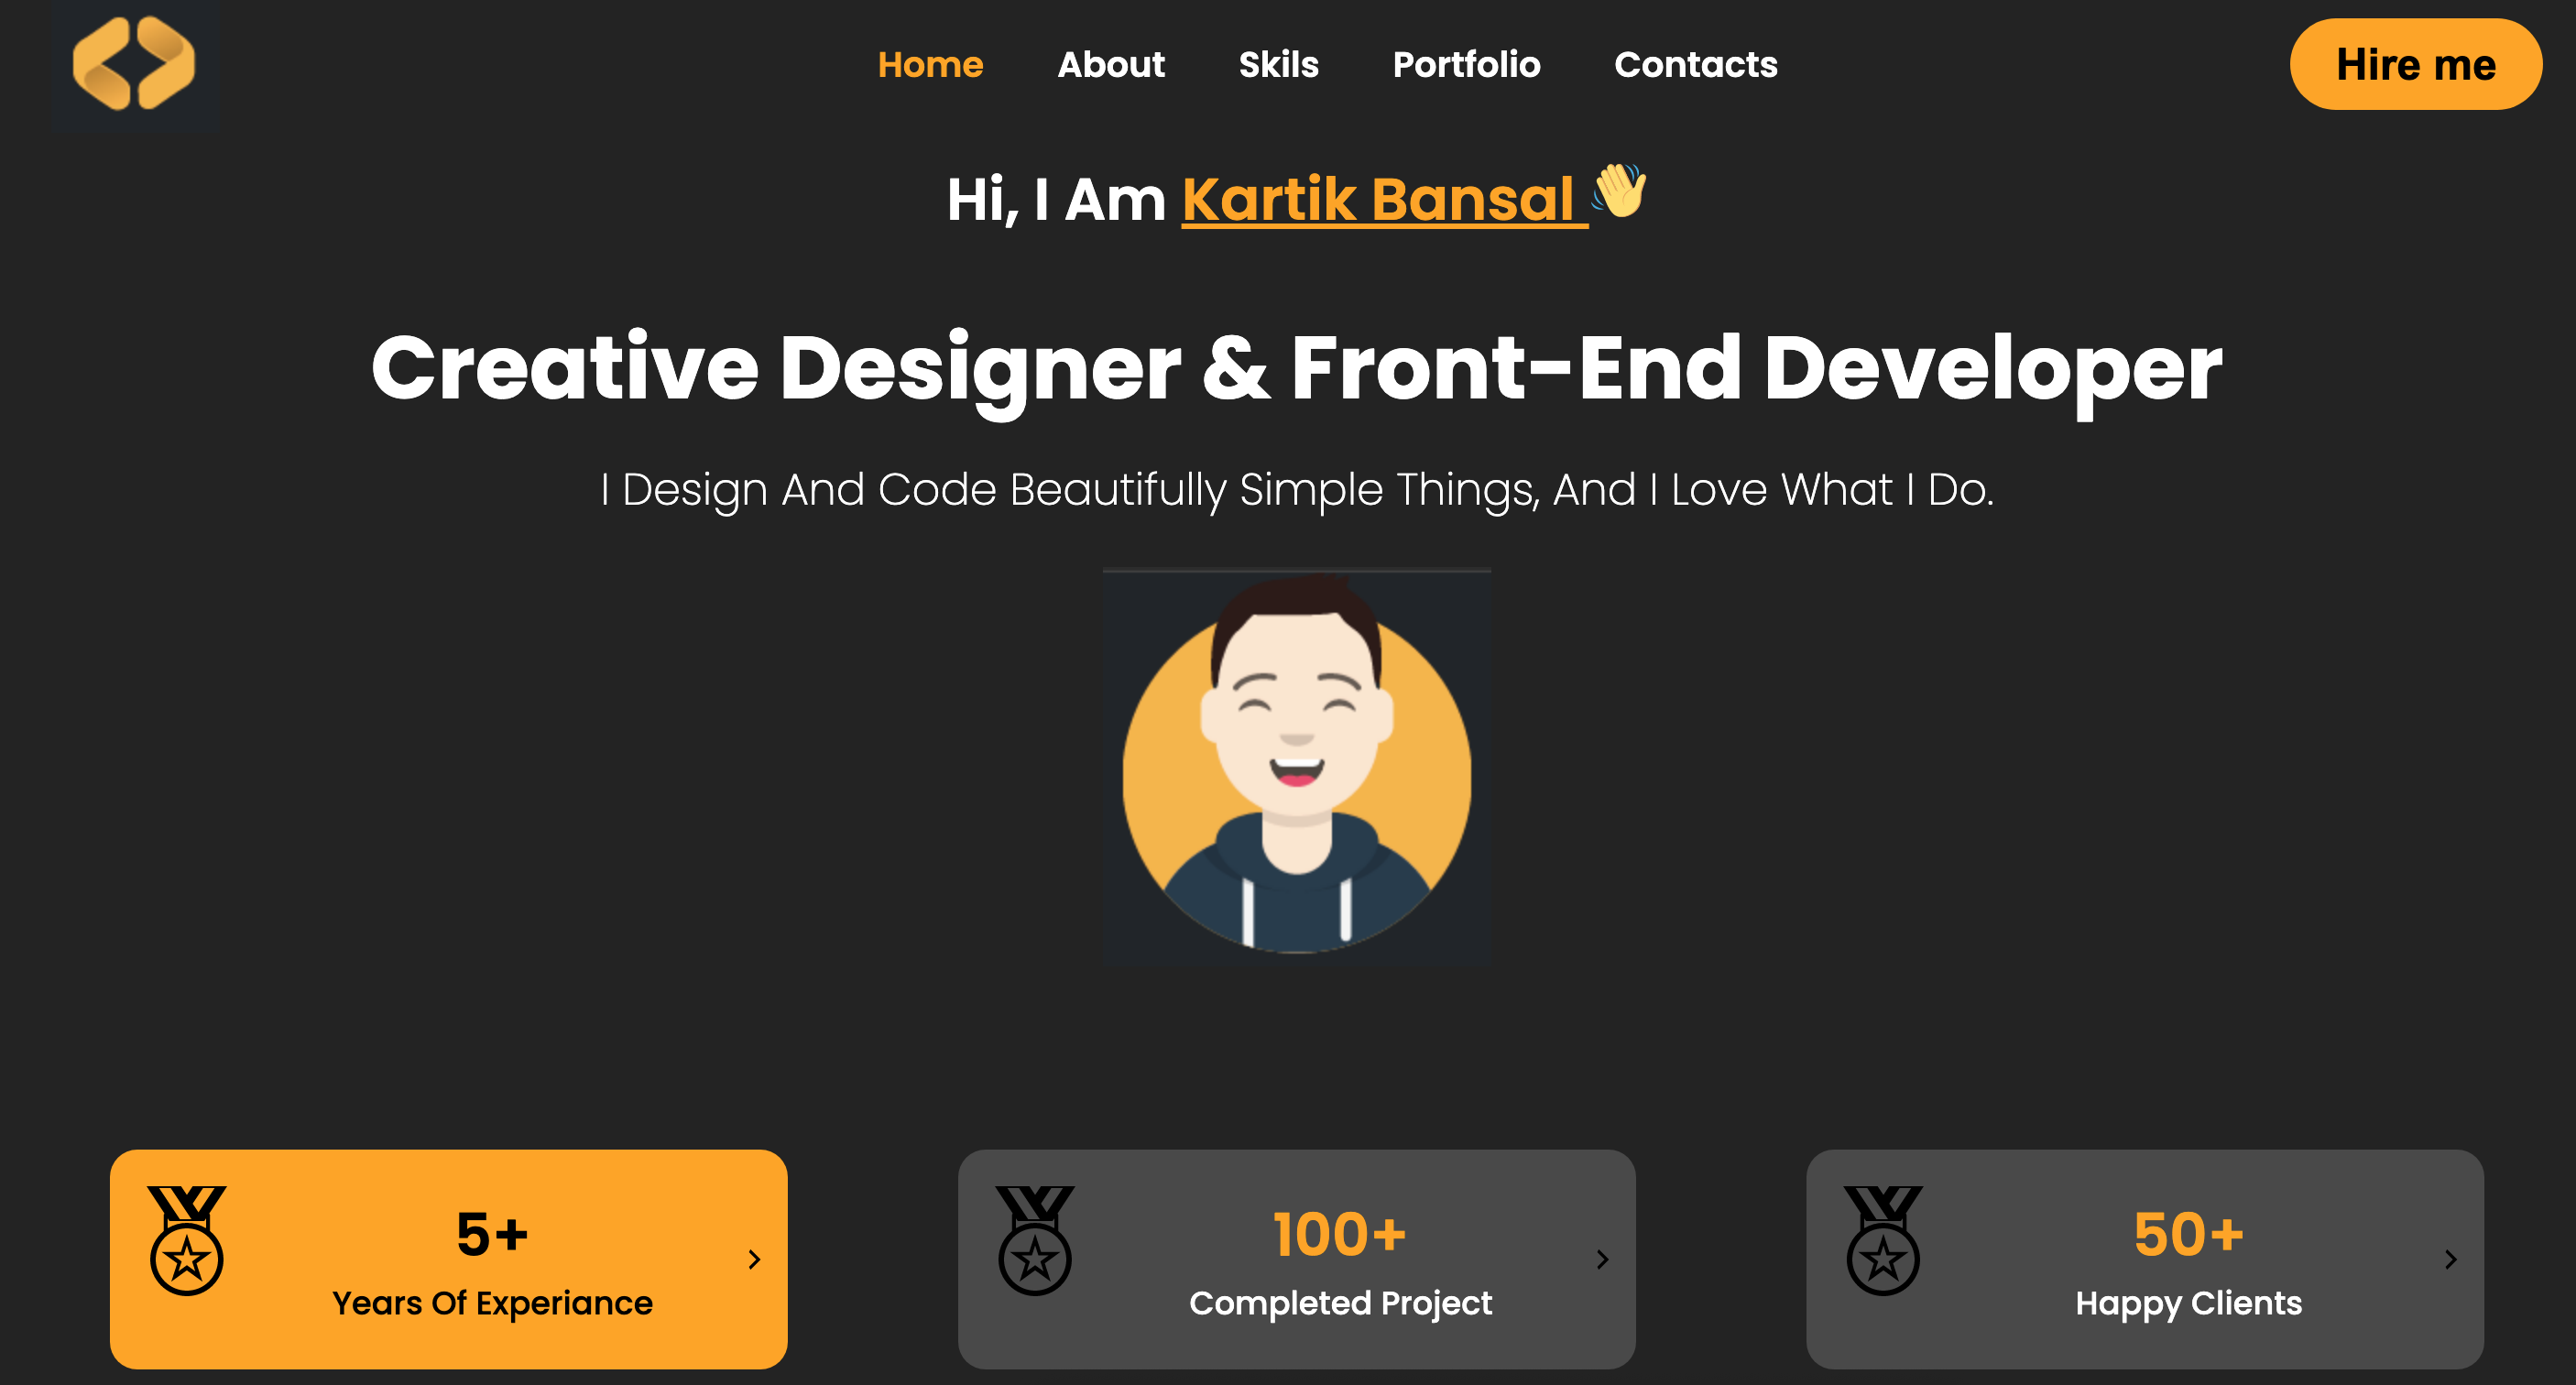 Home About Skils Portfolio Contacts Hire me
Hi, I Am Kartik Bansal 👋
Creative Designer & Front-End Developer
I Design And Code Beautifully Simple Things, And I Love What I Do.
5+
Years Of Experiance
100+
Completed Project
50+
Happy Clients